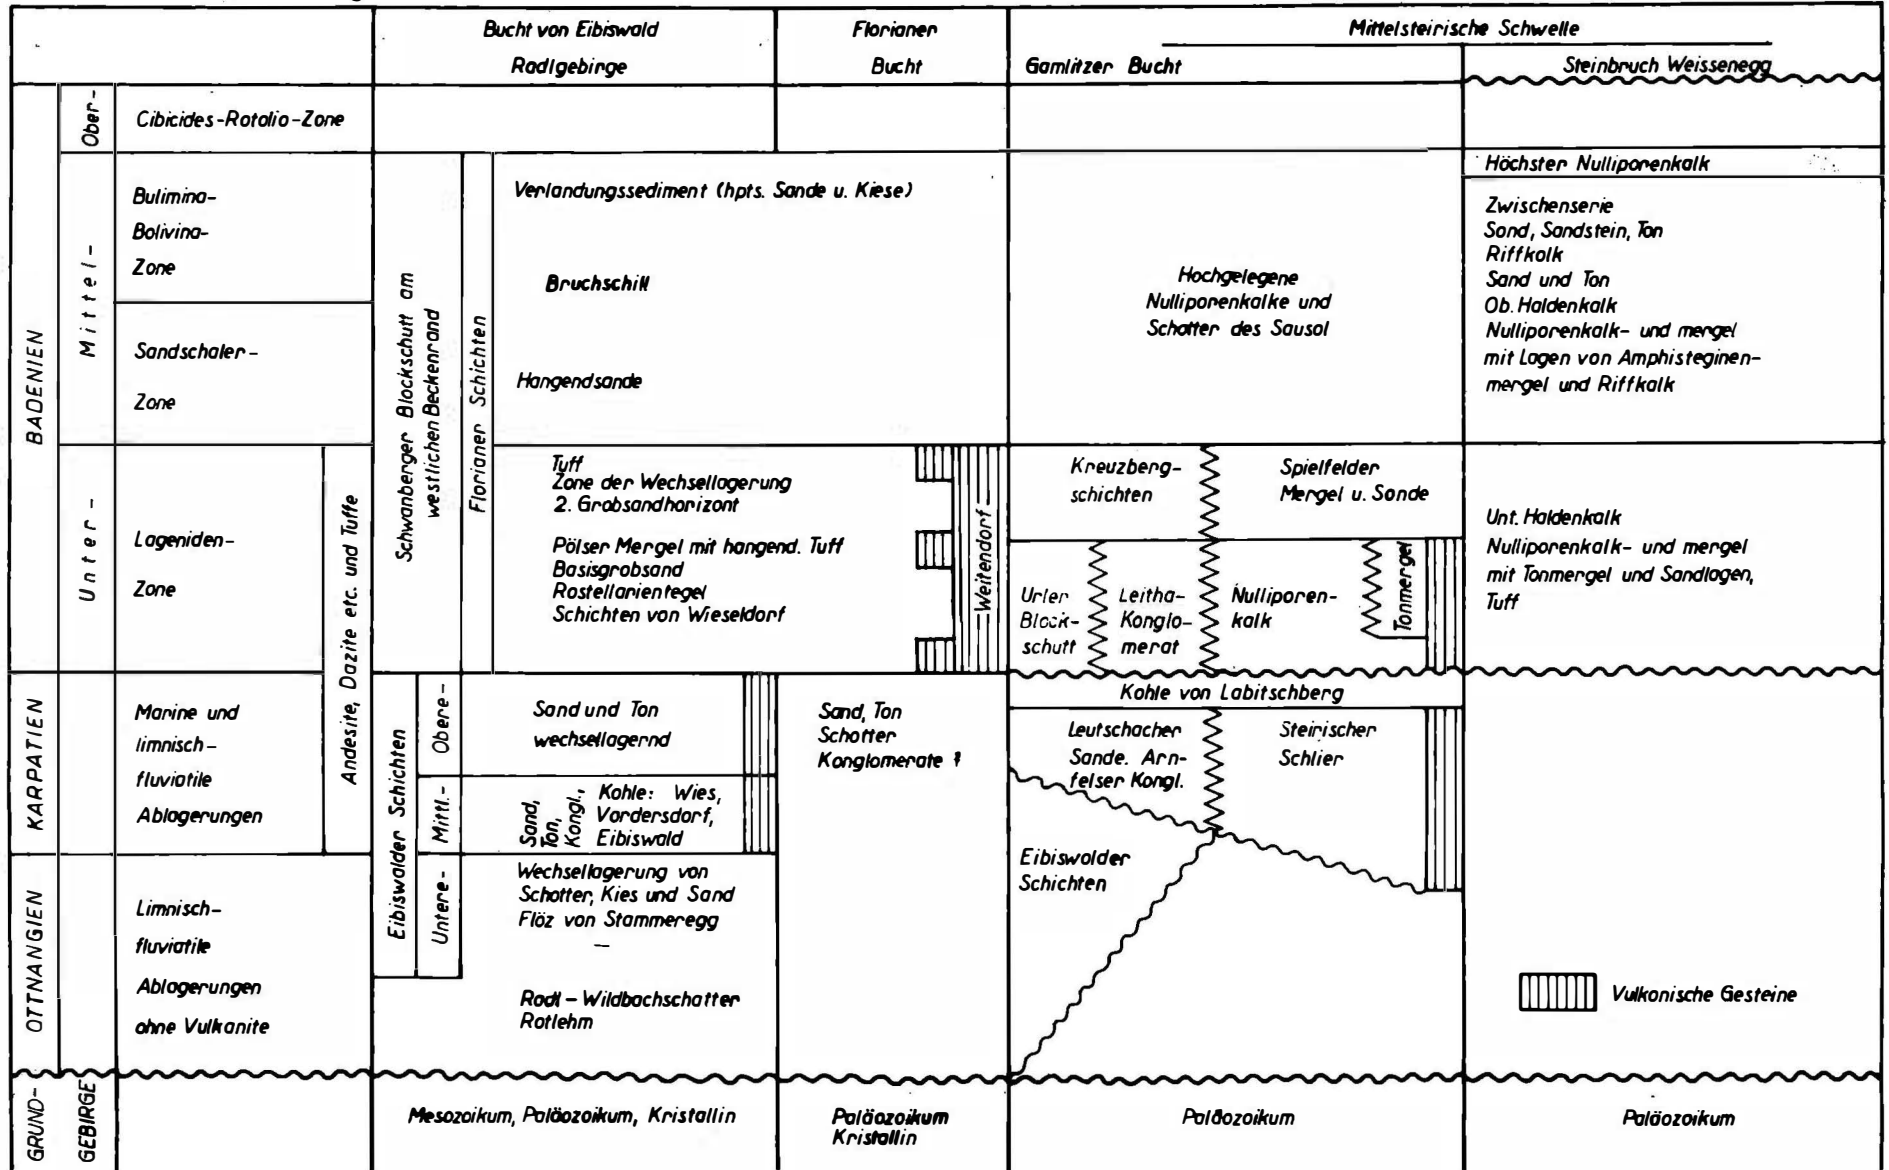 Bucht von Eibiswald
Radlgebirge
Florianer
Bucht
Mittelsteirische Schwelle
Gamlitzer Bucht
Steinbruch Weissenegg
BADENIEN
Ober-
Cibicides-Rotalia-Zone
Mittel-
Bulimina-
Bolivina-
Zone
Sandschaler-
Zone
Unter-
Lageniden-
Zone
Andesite, Dazite etc. und Tuffe
Schwanberger Blockschutt am
westlichen Beckenrand
Florianer Schichten
Verlandungssediment (hpts. Sande u. Kiese)
Bruchschill
Hangendsande
Tuff
Zone der Wechsellagerung
2. Grobsandhorizont
Pölser Mergel mit hangend. Tuff
Basisgrobsand
Rostellarientegel
Schichten von Wieseldorf
Weitendorf
Hochgelegene
Nulliporenkalke und
Schotter des Sausal
Kreuzberg-
schichten
Spielfelder
Mergel u. Sande
Urler
Block-
schutt
Leitha-
Konglo-
merat
Nulliporen-
kalk
Tonmergel
Höchster Nulliporenkalk
Zwischenserie
Sand, Sandstein, Ton
Riffkalk
Sand und Ton
Ob. Haldenkalk
Nulliporenkalk- und mergel
mit Lagen von Amphisteginen-
mergel und Riffkalk
Unt. Haldenkalk
Nulliporenkalk- und mergel
mit Tonmergel und Sandlagen,
Tuff
KARPATIEN
Marine und
limnisch-
fluviatile
Ablagerungen
Eibiswalder Schichten
Obere-
Sand und Ton
wechsellagernd
Mittl.-
Sand,
Ton,
Kongl.,
Kohle: Wies,
Vordersdorf,
Eibiswald
Untere-
Wechsellagerung von
Schotter, Kies und Sand
Flöz von Stammeregg
—
Radl-Wildbachschotter
Rotlehm
Sand, Ton
Schotter
Konglomerate ?
Kohle von Labitschberg
Leutschacher
Sande. Arn-
felser Kongl.
Steirischer
Schlier
Eibiswalder
Schichten
OTTNANGIEN
Limnisch-
fluviatile
Ablagerungen
ohne Vulkanite
Vulkanische Gesteine
GRUND-
GEBIRGE
Mesozoikum, Paläozoikum, Kristallin
Paläozoikum
Kristallin
Paläozoikum
Paläozoikum